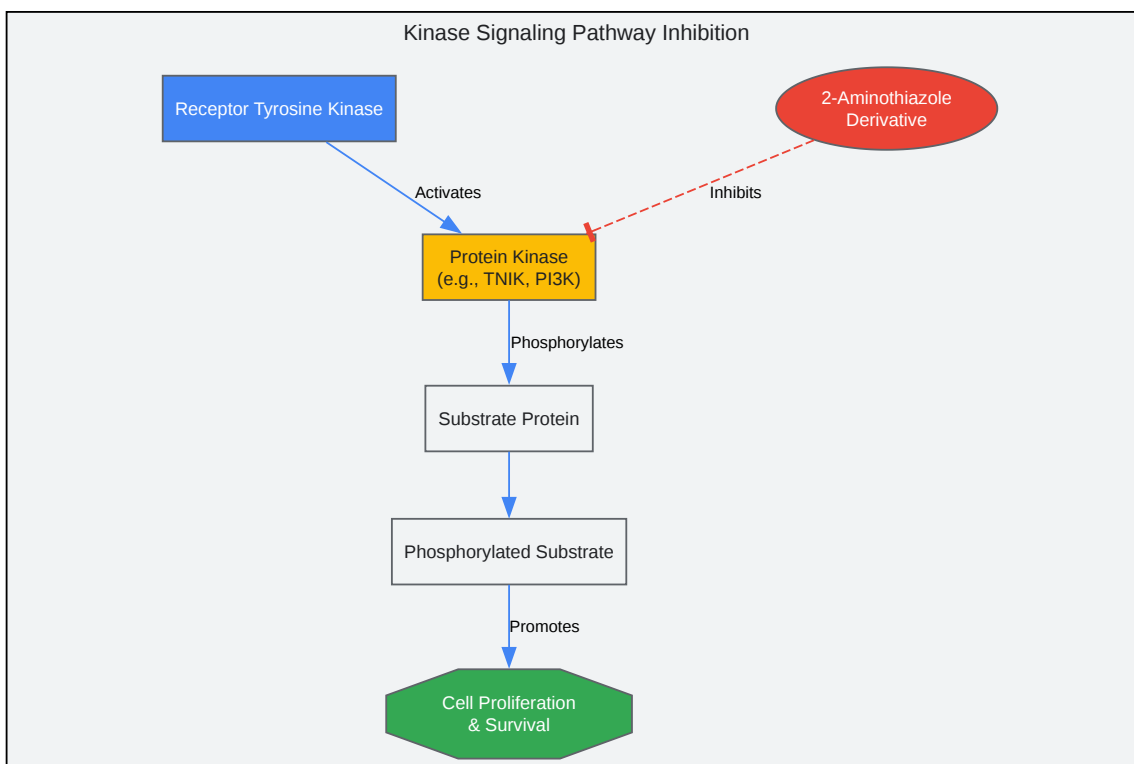 Kinase Signaling Pathway Inhibition
Receptor Tyrosine Kinase
2-Aminothiazole
Derivative
Activates
Inhibits
Protein Kinase
(e.g., TNIK, PI3K)
Phosphorylates
Substrate Protein
Phosphorylated Substrate
Promotes
Cell Proliferation
& Survival